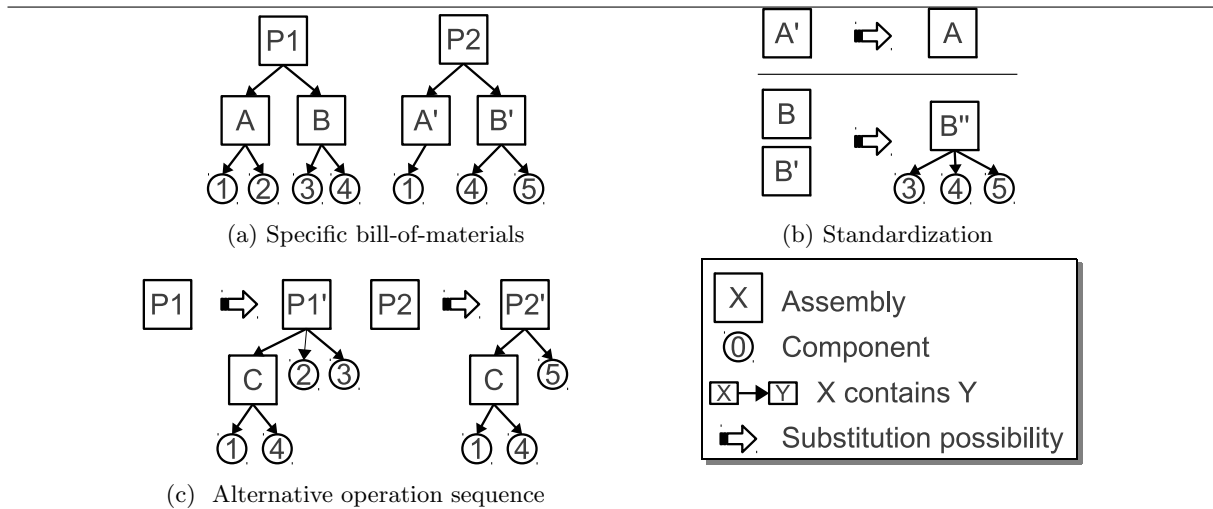 P1 P2
A B A' B'
1 2 3 4 1 4 5
(a) Specific bill-of-materials
A' A
B
B' B''
3 4 5
(b) Standardization
P1 P1' P2 P2'
C 2 3 C 5
1 4 1 4
(c) Alternative operation sequence
X Assembly
0 Component
X Y X contains Y
Substitution possibility